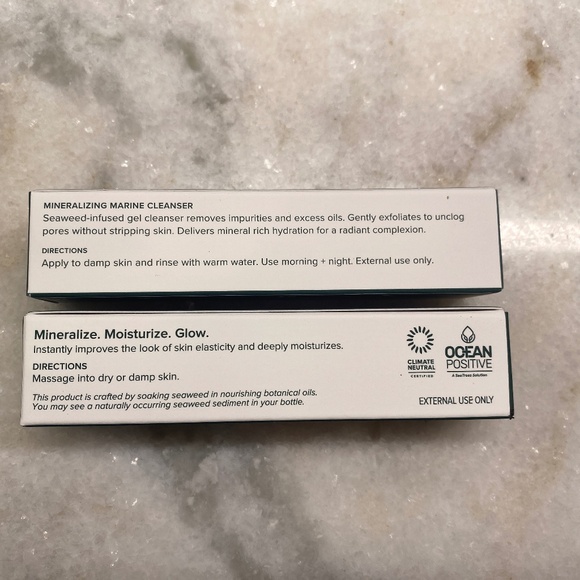 MINERALIZING MARINE CLEANSER
Seaweed-infused gel cleanser removes impurities and excess oils. Gently exfoliates to unclog
pores without stripping skin. Delivers mineral rich hydration for a radiant complexion.
DIRECTIONS
Apply to damp skin and rinse with warm water. Use morning + night. External use only.
Mineralize. Moisturize. Glow.
Instantly improves the look of skin elasticity and deeply moisturizes.
DIRECTIONS
Massage into dry or damp skin.
This product is crafted by soaking seaweed in nourishing botanical oils.
You may see a naturally occurring seaweed sediment in your bottle.
CLIMATE
NEUTRAL
CERTIFIED
OCEAN
POSITIVE
A SeaTrees Solution
EXTERNAL USE ONLY